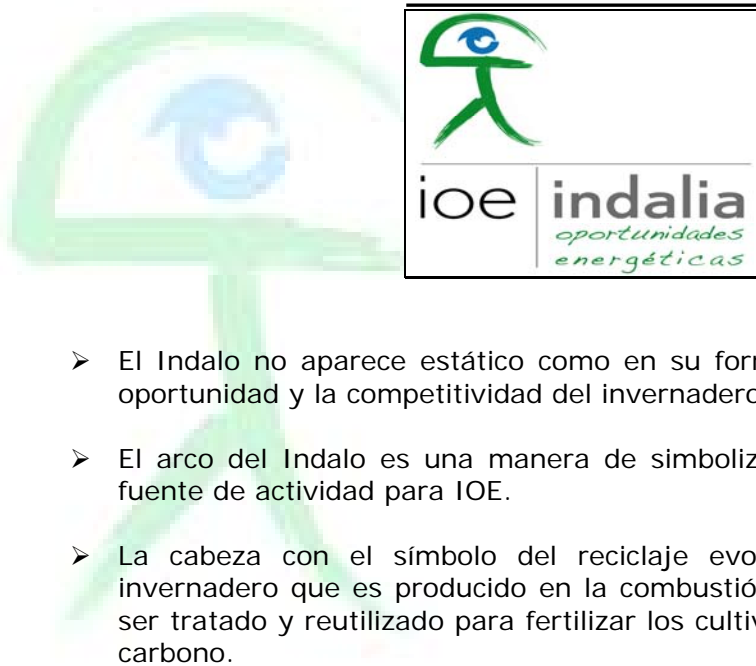 ioe indalia
oportunidades
energéticas
➢ El Indalo no aparece estático como en su for
oportunidad y la competitividad del invernadero
➢ El arco del Indalo es una manera de simboliz
fuente de actividad para IOE.
➢ La cabeza con el símbolo del reciclaje evo
invernadero que es producido en la combustió
ser tratado y reutilizado para fertilizar los culti
carbono.